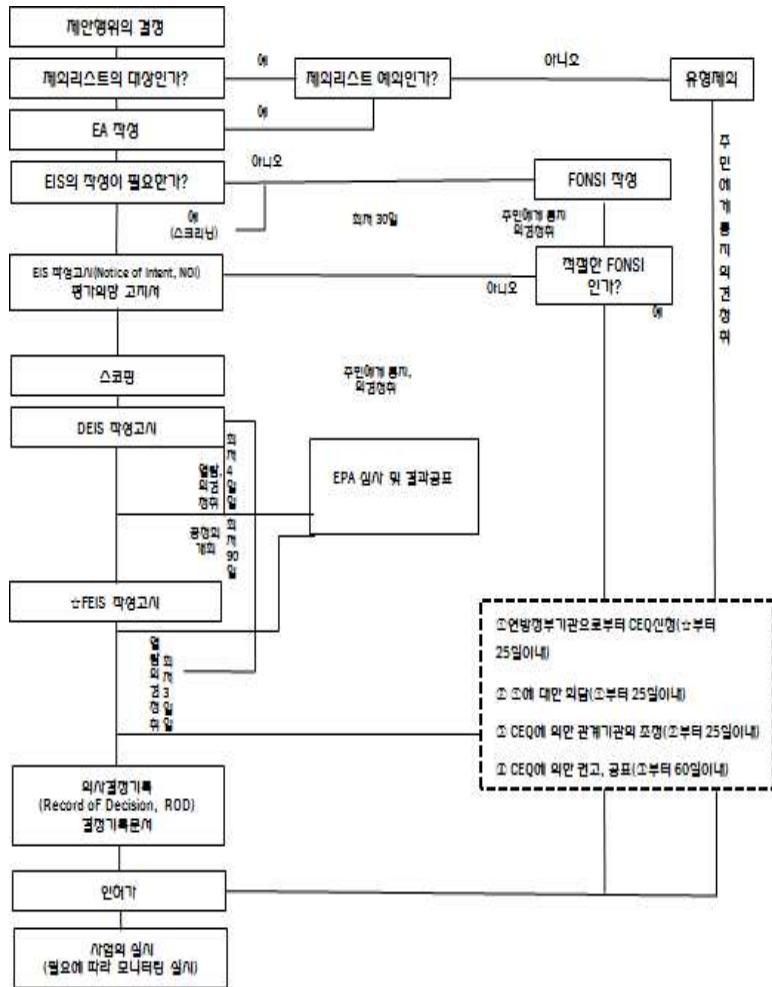 제안행위의 결정
제외리스트의 대상인가?
예
제외리스트 예외인가?
아니오
유형제외
EA 작성
예
EIS의 작성이 필요한가?
아니오
FONSI 작성
예
(스크리닝)
최저 30일
주민에게 통지
의견청취
주민에게 통지 의견청취
EIS 작성고시(Notice of Intent, NOI)
평가의향 고지서
아니오
적절한 FONSI
인가?
예
스코핑
주민에게 통지,
의견청취
DEIS 작성고시
열람,
의견
청취
최저 45일
EPA 심사 및 결과공표
공청회
개최
최저 90일
☆FEIS 작성고시
열람 의견 청취
최저 3 일
①연방정부기관으로부터 CEQ신청(☆부터
25일이내)
에 대한 의담
부터 25일이내)
CEQ에 의한 관계기관의 조정(
부터 25일이내)
CEQ에 의한 권고, 공표(
부터 60일이내)
의사결정기록
(Record oF Decision, ROD)
결정기록문서
인허가
사업의 실시
(필요에 따라 모니터링 실시)